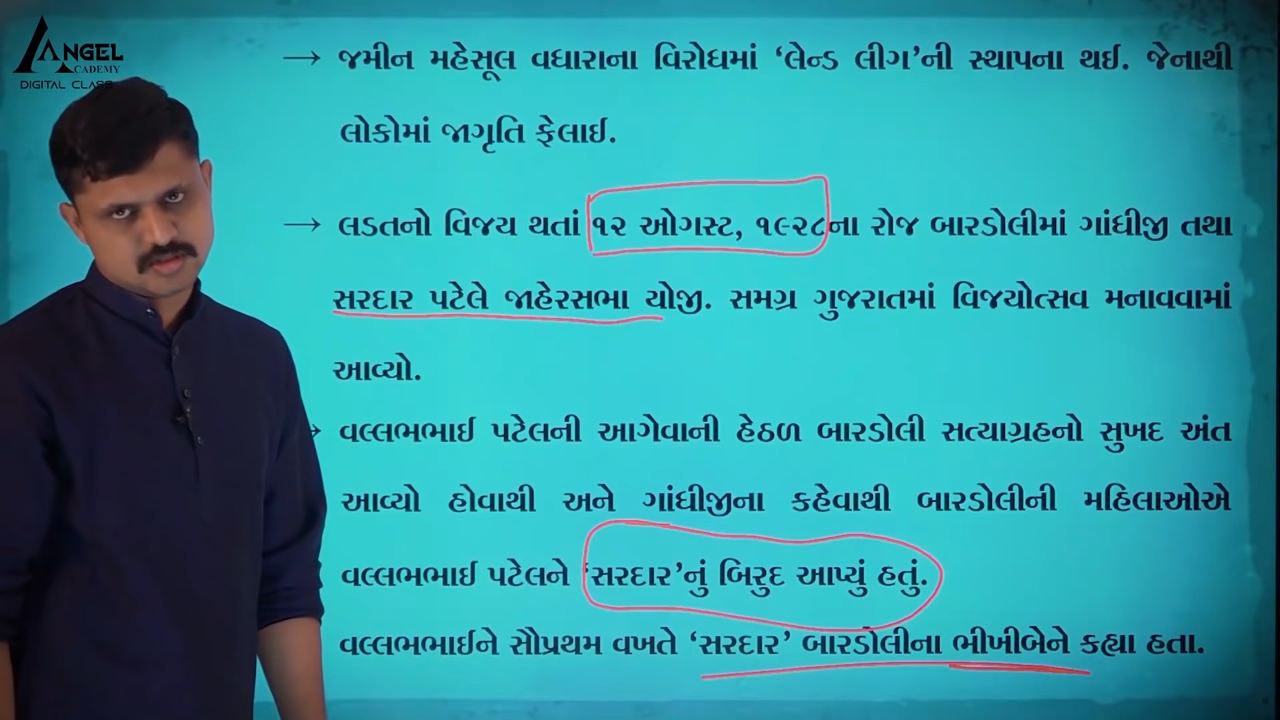 ANGEL
ACADEMY
DIGITAL CLASS
→ જમીન મહેસૂલ વધારાના વિરોધમાં ‘લેન્ડ લીગ’ની સ્થાપના થઈ. જેનાથી
લોકોમાં જાગૃતિ ફેલાઈ.
→ લડતનો વિજય થતાં ૧૨ ઓગસ્ટ, ૧૯૨૮ના રોજ બારડોલીમાં ગાંધીજી તથા
સરદાર પટેલે જાહેરસભા યોજી. સમગ્ર ગુજરાતમાં વિજયોત્સવ મનાવવામાં
આવ્યો.
→ વલ્લભભાઈ પટેલની આગેવાની હેઠળ બારડોલી સત્યાગ્રહનો સુખદ અંત
આવ્યો હોવાથી અને ગાંધીજીના કહેવાથી બારડોલીની મહિલાઓએ
વલ્લભભાઈ પટેલને ‘સરદાર’નું બિરુદ આપ્યું હતું.
વલ્લભભાઈને સૌપ્રથમ વખતે ‘સરદાર’ બારડોલીના ભીખીબેને કહ્યા હતા.